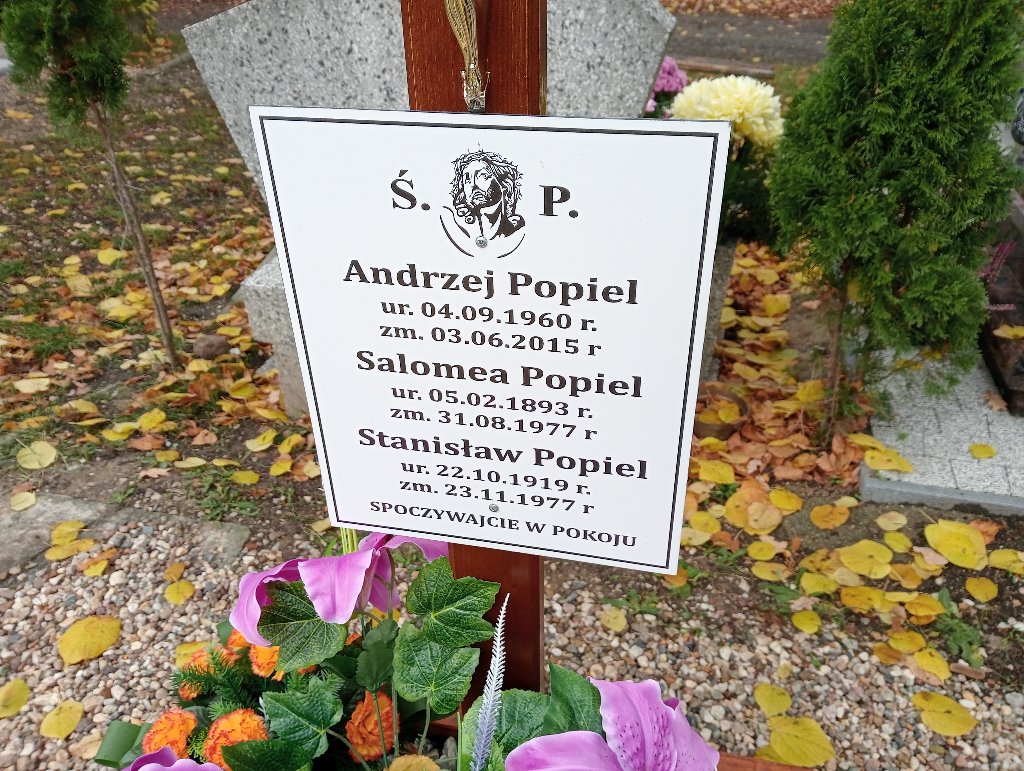 Ś. P.
Andrzej Popiel
ur. 04.09.1960 r.
zm. 03.06.2015 r
Salomea Popiel
ur. 05.02.1893 r.
zm. 31.08.1977 r
Stanisław Popiel
ur. 22.10.1919 r.
zm. 23.11.1977 r
SPOCZYWAJCIE W POKOJU